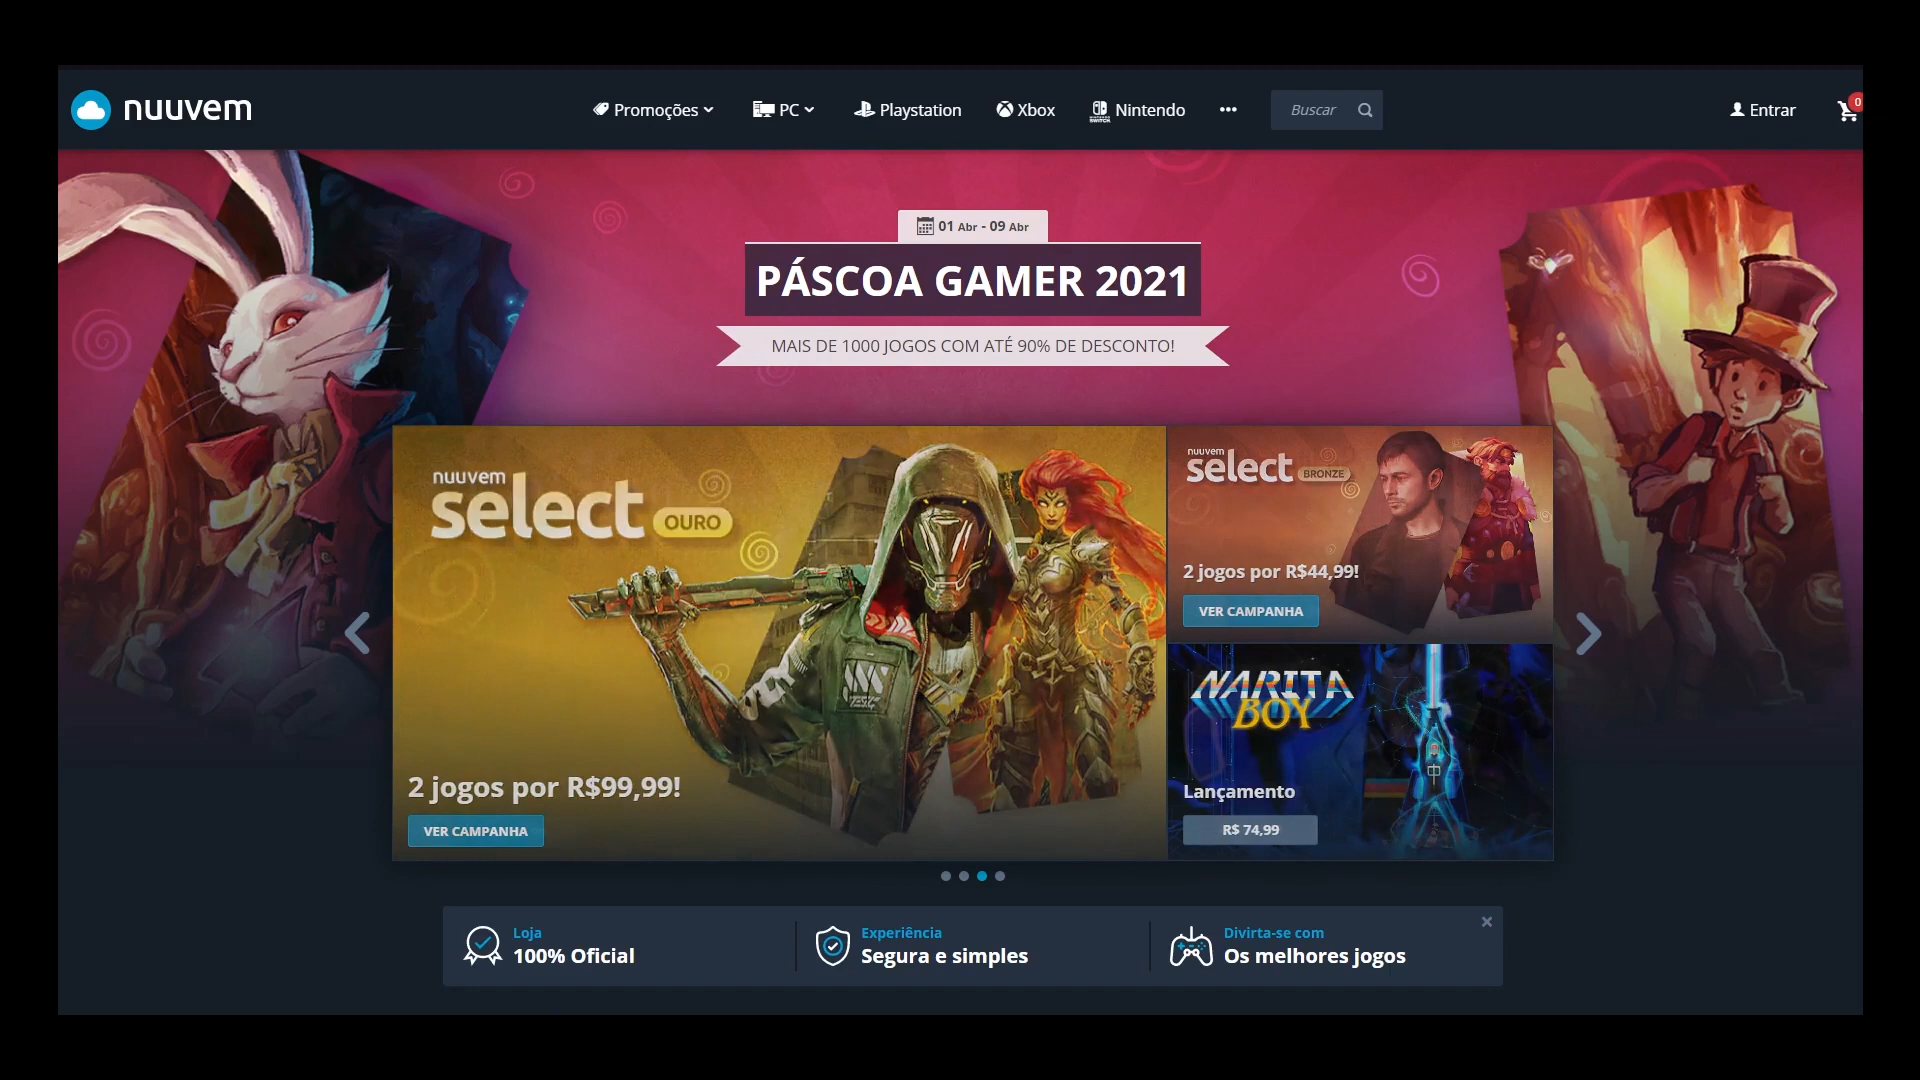 nuuvem
Promoções
PC
Playstation
Xbox
NINTENDO SWITCH
Nintendo
Buscar
Entrar
0
01 Abr - 09 Abr
PÁSCOA GAMER 2021
MAIS DE 1000 JOGOS COM ATÉ 90% DE DESCONTO!
nuuvem
select OURO
2 jogos por R$99,99!
VER CAMPANHA
nuuvem
select BRONZE
2 jogos por R$44,99!
VER CAMPANHA
NARITA
BOY
Lançamento
R$ 74,99
Loja
100% Oficial
Experiência
Segura e simples
Divirta-se com
Os melhores jogos